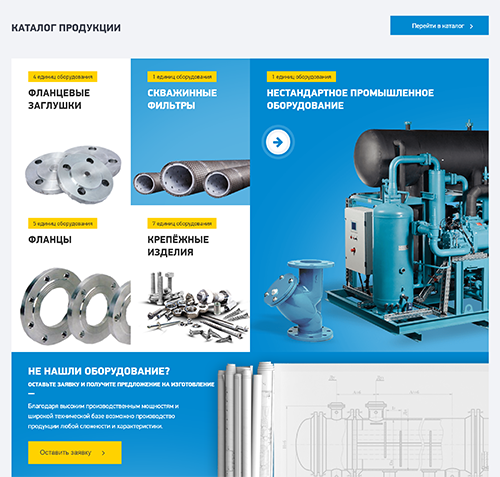 КАТАЛОГ ПРОДУКЦИИ
Перейти в каталог
4 единиц оборудования
ФЛАНЦЕВЫЕ
ЗАГЛУШКИ
1 единиц оборудования
СКВАЖИННЫЕ
ФИЛЬТРЫ
1 единиц оборудования
НЕСТАНДАРТНОЕ ПРОМЫШЛЕННОЕ
ОБОРУДОВАНИЕ
3 единиц оборудования
ФЛАНЦЫ
7 единиц оборудования
КРЕПЁЖНЫЕ
ИЗДЕЛИЯ
НЕ НАШЛИ ОБОРУДОВАНИЕ?
ОСТАВЬТЕ ЗАЯВКУ И ПОЛУЧИТЕ ПРЕДЛОЖЕНИЕ НА ИЗГОТОВЛЕНИЕ
Благодаря высоким производственным мощностям и
широкой технической базе возможно производство
продукции любой сложности и характеристики.
Оставить заявку